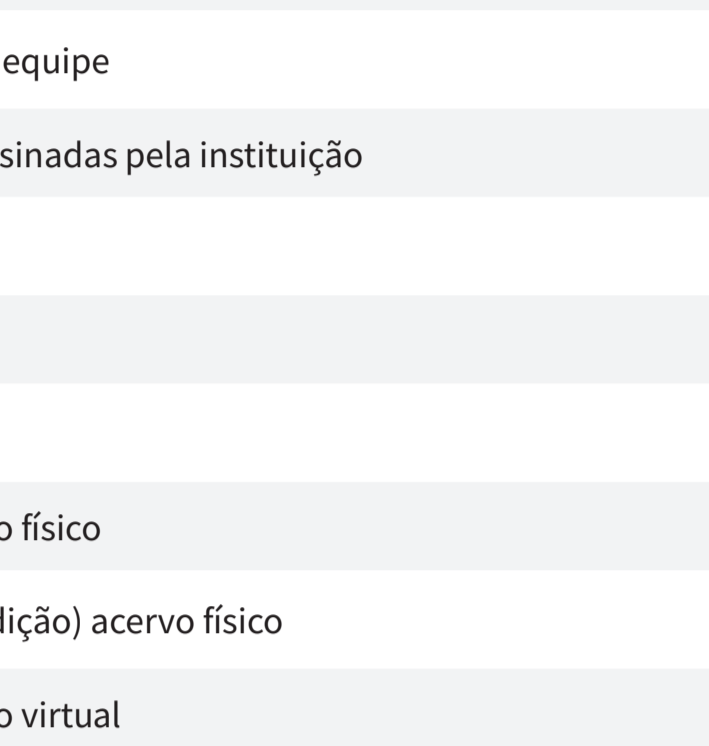 equipe
sinadas pela instituição
o físico
dição) acervo físico
o virtual